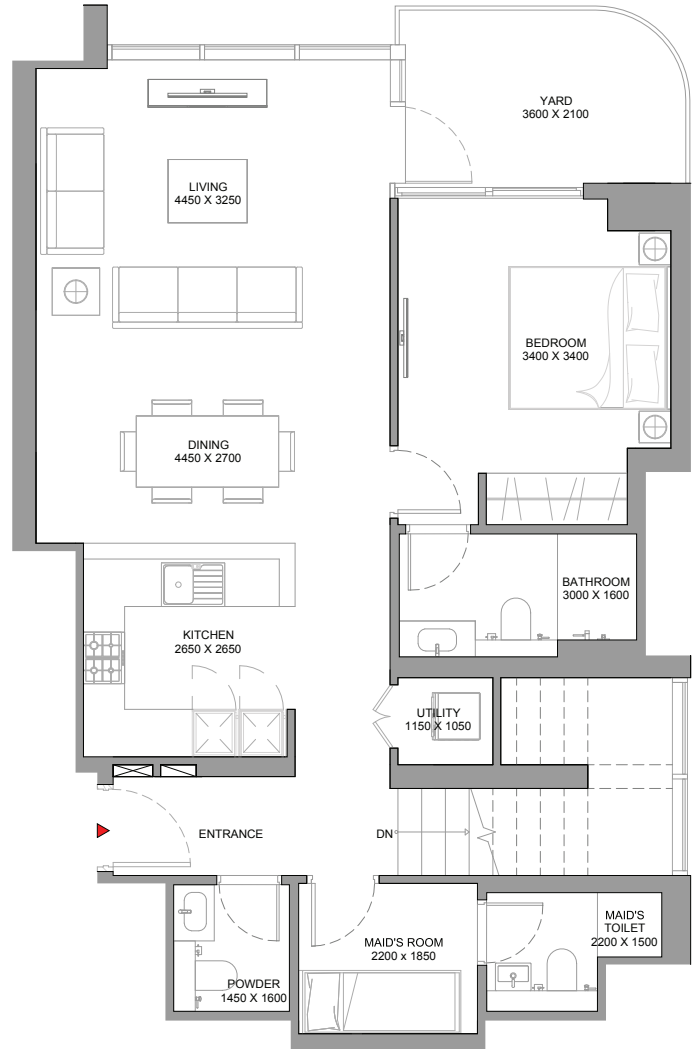 YARD
3600 X 2100
LIVING
4450 X 3250
BEDROOM
3400 X 3400
DINING
4450 X 2700
BATHROOM
3000 X 1600
KITCHEN
2650 X 2650
UTILITY
1150 X 1050
ENTRANCE
DN
MAID'S
TOILET
2200 X 1500
MAID'S ROOM
2200 x 1850
POWDER
1450 X 1600